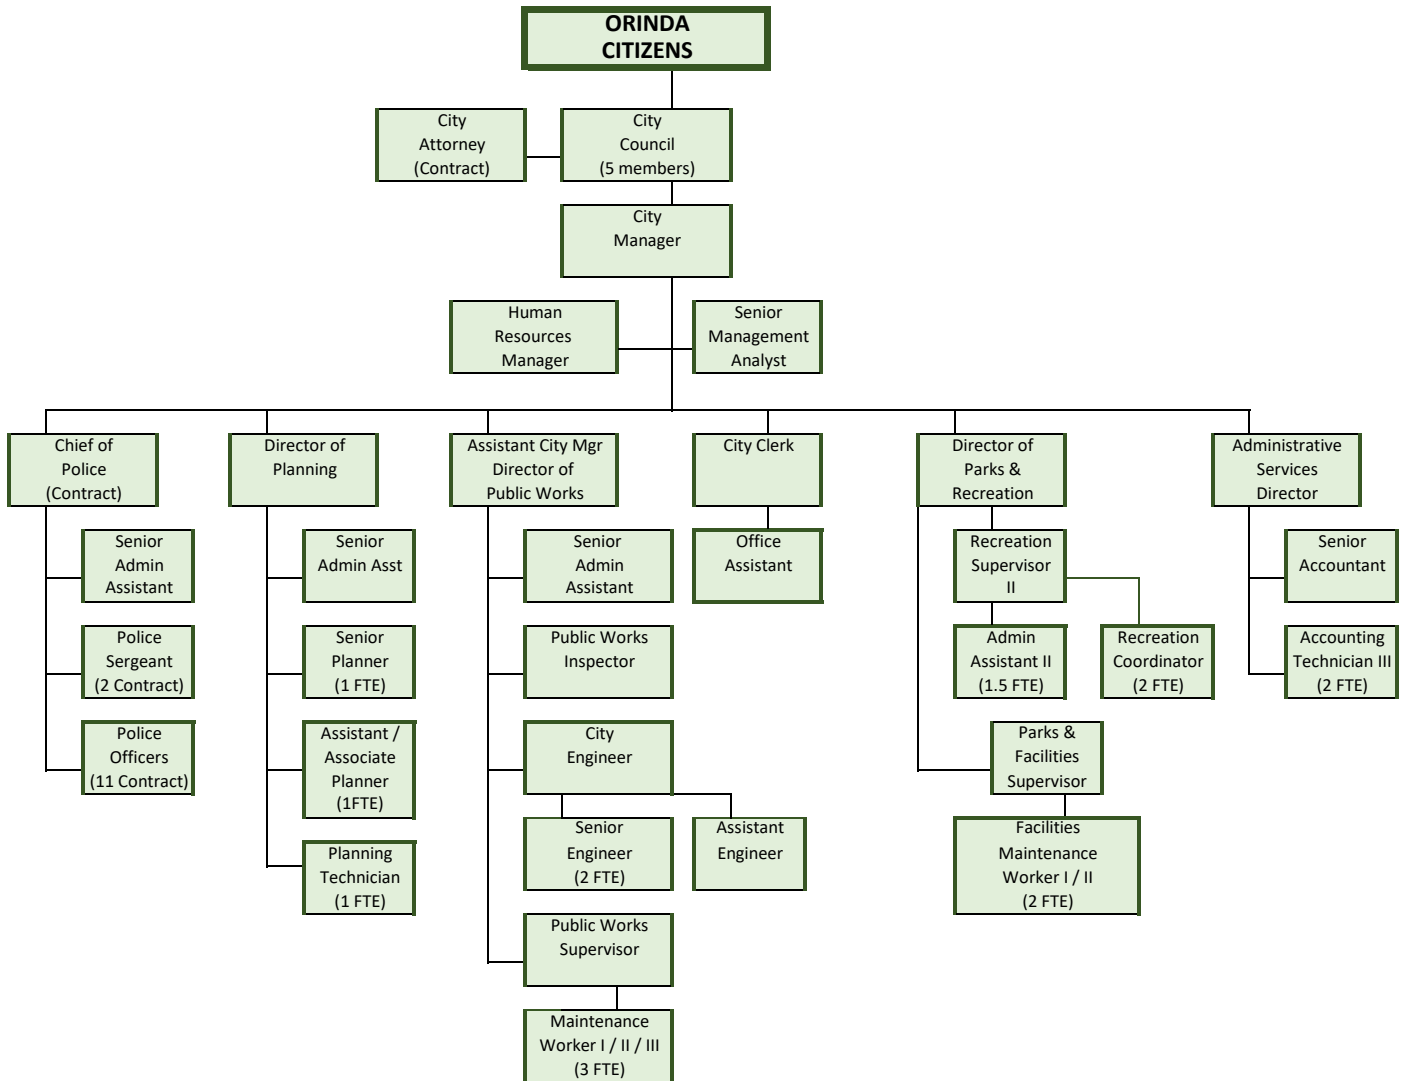 ORINDA
CITIZENS
City
Attorney
(Contract)
City
Council
(5 members)
City
Manager
Human
Resources
Manager
Senior
Management
Analyst
Chief of
Police
(Contract)
Director of
Planning
Assistant City Mgr
Director of
Public Works
City Clerk
Director of
Parks &
Recreation
Administrative
Services
Director
Senior
Admin
Assistant
Senior
Admin Asst
Senior
Admin
Assistant
Office
Assistant
Recreation
Supervisor
II
Senior
Accountant
Police
Sergeant
(2 Contract)
Senior
Planner
(1 FTE)
Public Works
Inspector
Admin
Assistant II
(1.5 FTE)
Recreation
Coordinator
(2 FTE)
Accounting
Technician III
(2 FTE)
Police
Officers
(11 Contract)
Assistant /
Associate
Planner
(1FTE)
City
Engineer
Parks &
Facilities
Supervisor
Planning
Technician
(1 FTE)
Senior
Engineer
(2 FTE)
Assistant
Engineer
Facilities
Maintenance
Worker I / II
(2 FTE)
Public Works
Supervisor
Maintenance
Worker I / II / III
(3 FTE)